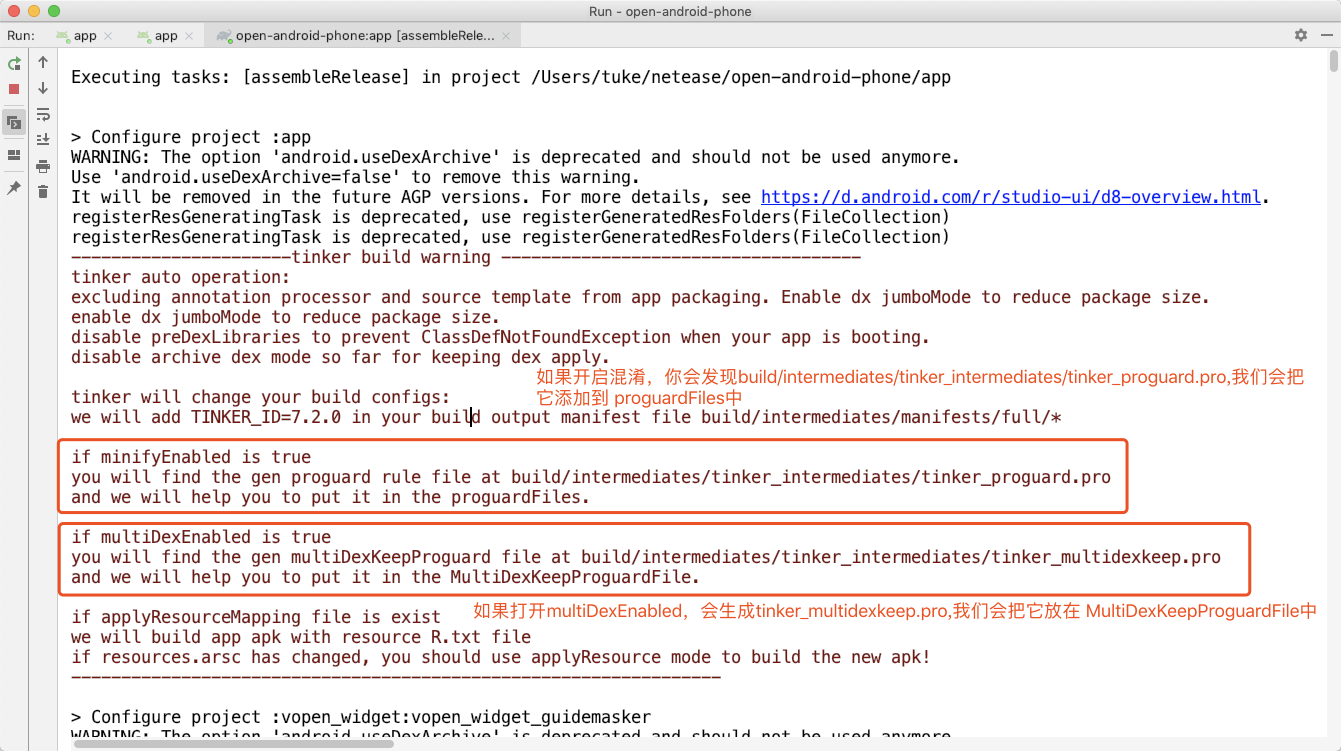 Run - open-android-phone
Run: app × app × open-android-phone:app [assembleRele... ×
Executing tasks: [assembleRelease] in project /Users/tuke/netease/open-android-phone/app
> Configure project :app
WARNING: The option 'android.useDexArchive' is deprecated and should not be used anymore.
Use 'android.useDexArchive=false' to remove this warning.
It will be removed in the future AGP versions. For more details, see https://d.android.com/r/studio-ui/d8-overview.html.
registerResGeneratingTask is deprecated, use registerGeneratedResFolders(FileCollection)
registerResGeneratingTask is deprecated, use registerGeneratedResFolders(FileCollection)
----------------------tinker build warning ------------------------------------
tinker auto operation:
excluding annotation processor and source template from app packaging. Enable dx jumboMode to reduce package size.
enable dx jumboMode to reduce package size.
disable preDexLibraries to prevent ClassDefNotFoundException when your app is booting.
disable archive dex mode so far for keeping dex apply.
如果开启混淆，你会发现build/intermediates/tinker_intermediates/tinker_proguard.pro,我们会把
它添加到 proguardFiles中
tinker will change your build configs:
we will add TINKER_ID=7.2.0 in your build output manifest file build/intermediates/manifests/full/*
if minifyEnabled is true
you will find the gen proguard rule file at build/intermediates/tinker_intermediates/tinker_proguard.pro
and we will help you to put it in the proguardFiles.
if multiDexEnabled is true
you will find the gen multiDexKeepProguard file at build/intermediates/tinker_intermediates/tinker_multidexkeep.pro
and we will help you to put it in the MultiDexKeepProguardFile.
如果打开multiDexEnabled，会生成tinker_multidexkeep.pro,我们会把它放在 MultiDexKeepProguardFile中
if applyResourceMapping file is exist
we will build app apk with resource R.txt file
if resources.arsc has changed, you should use applyResource mode to build the new apk!
-----------------------------------------------------------------
> Configure project :vopen_widget:vopen_widget_guidemasker
WARNING: The option 'android.useDexArchive' is deprecated and should not be used anymore.